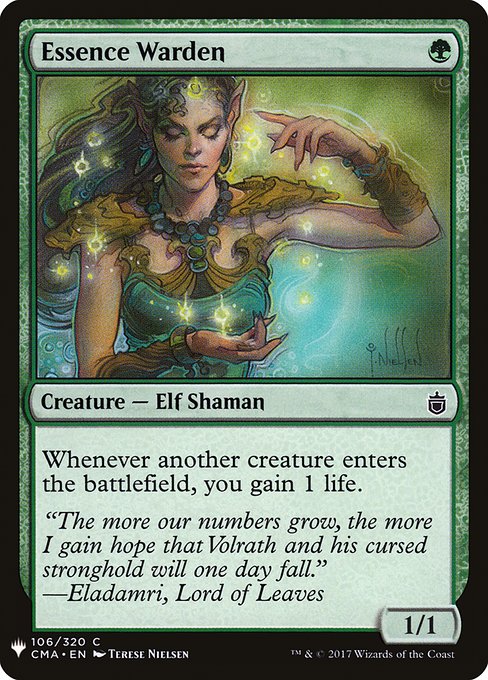 Essence Warden
J. NIELSEN
Creature — Elf Shaman
Whenever another creature enters
the battlefield, you gain 1 life.
“The more our numbers grow, the more
I gain hope that Volrath and his cursed
stronghold will one day fall.”
—Eladamri, Lord of Leaves
1/1
106/320 C
CMA • EN Terese Nielsen
™ & © 2017 Wizards of the Coast